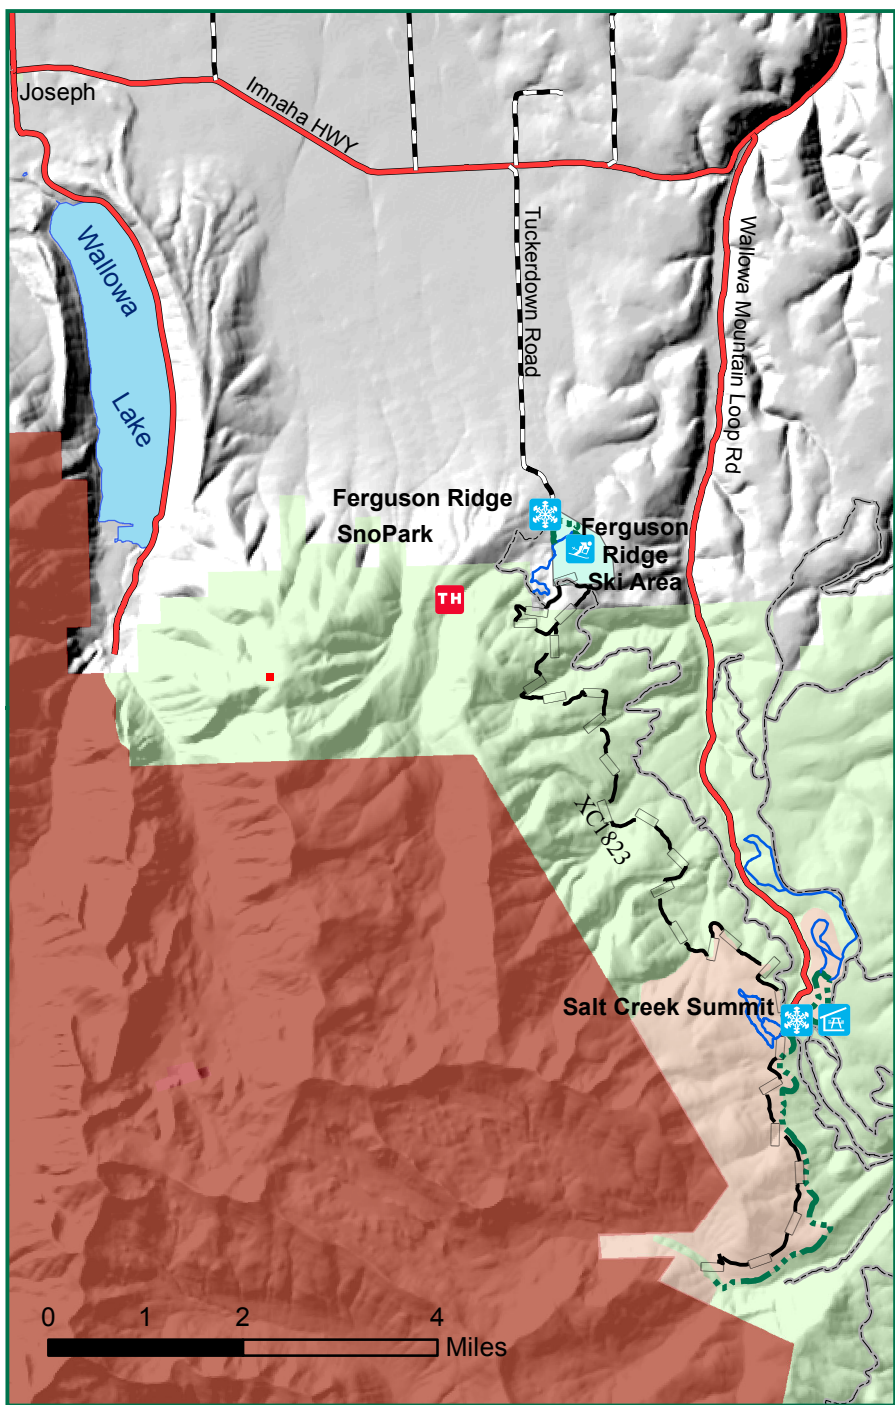 Joseph
Imnaha HWY
Wallowa
Lake
Tuckerdown Road
Wallowa Mountain Loop Rd
Ferguson Ridge
SnoPark
Ferguson
Ridge
Ski Area
TH
XC1823
Salt Creek Summit
0 1 2 4
Miles